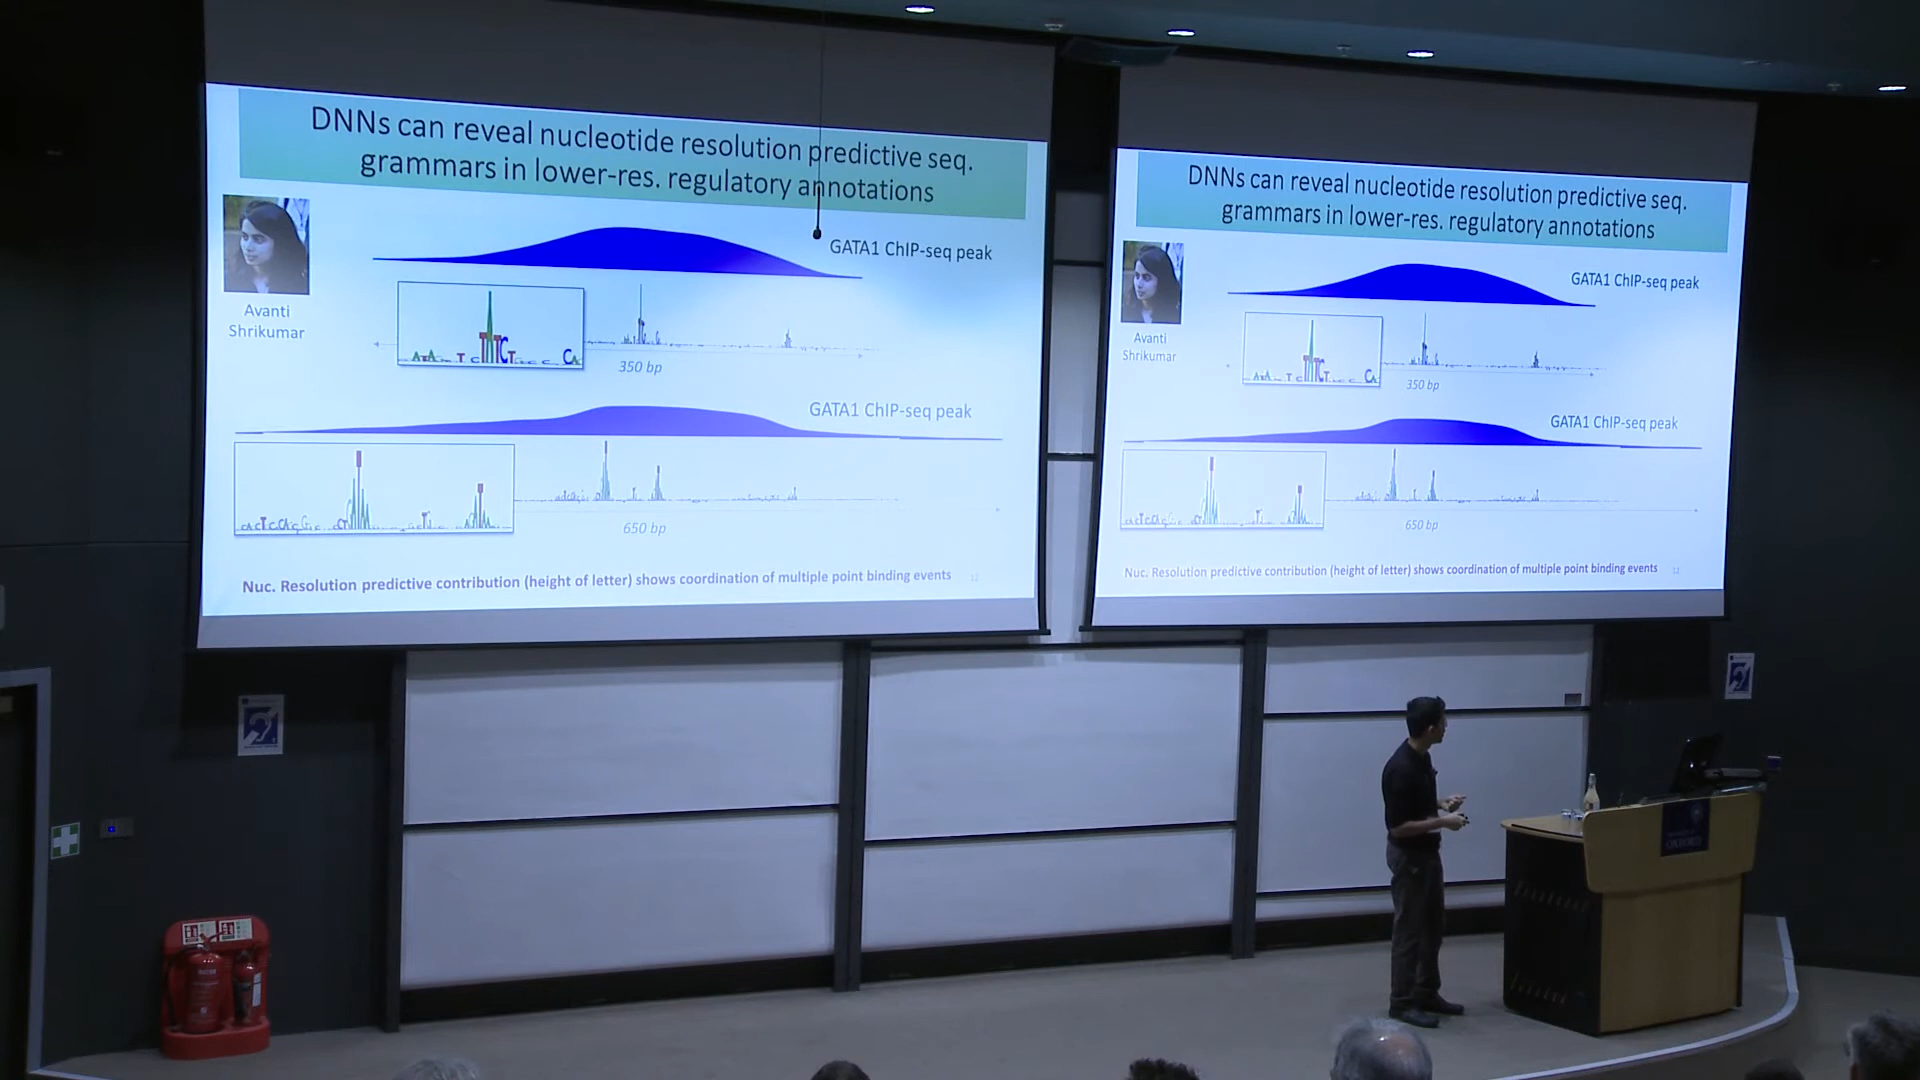 DNNs can reveal nucleotide resolution predictive seq.
grammars in lower-res. regulatory annotations
GATA1 ChIP-seq peak
Avanti
Shrikumar
350 bp
GATA1 ChIP-seq peak
650 bp
Nuc. Resolution predictive contribution (height of letter) shows coordination of multiple point binding events
12
DNNs can reveal nucleotide resolution predictive seq.
grammars in lower-res. regulatory annotations
GATA1 ChIP-seq peak
Avanti
Shrikumar
350 bp
GATA1 ChIP-seq peak
650 bp
Nuc. Resolution predictive contribution (height of letter) shows coordination of multiple point binding events
12
OXFORD